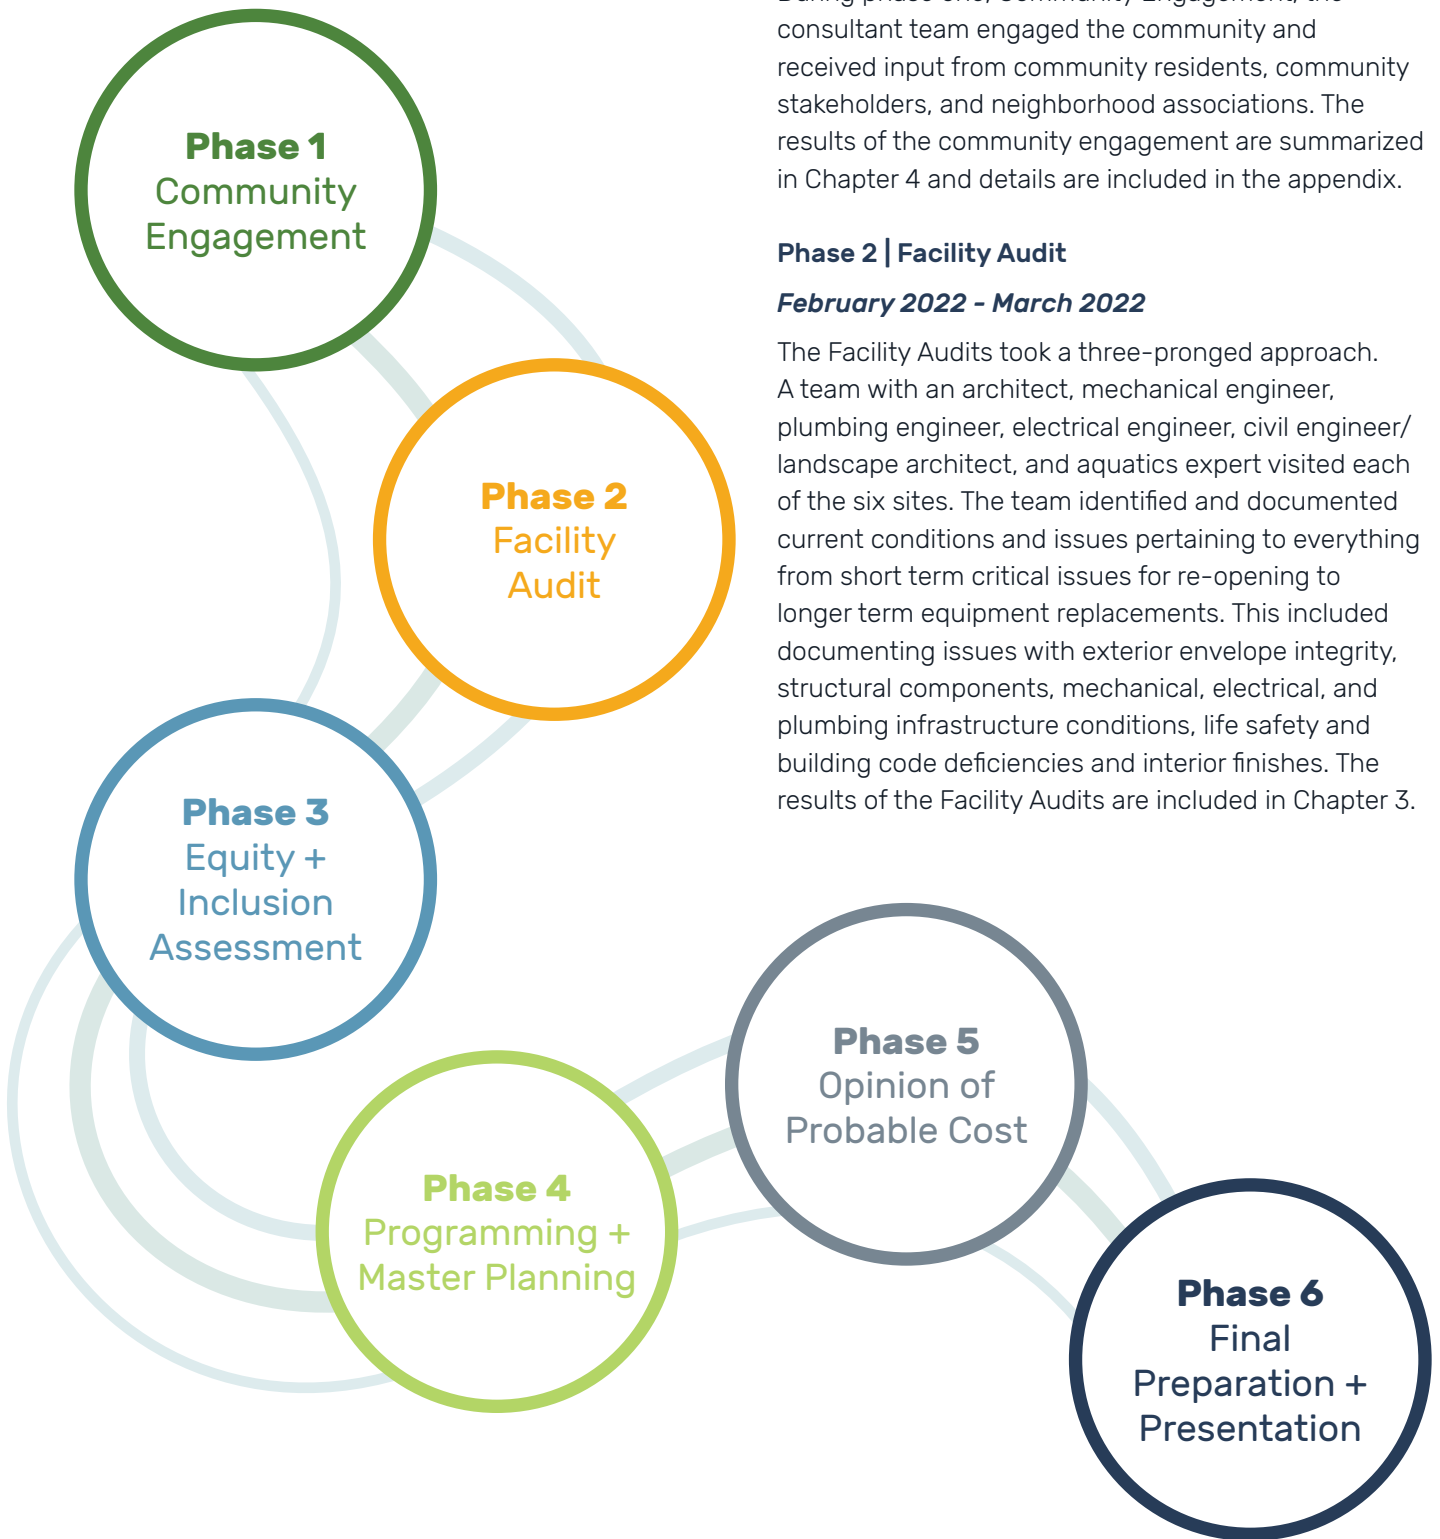 During phase one, Community Engagement, the
consultant team engaged the community and
received input from community residents, community
stakeholders, and neighborhood associations. The
results of the community engagement are summarized
in Chapter 4 and details are included in the appendix.
Phase 2 | Facility Audit
February 2022 - March 2022
The Facility Audits took a three-pronged approach.
A team with an architect, mechanical engineer,
plumbing engineer, electrical engineer, civil engineer/
landscape architect, and aquatics expert visited each
of the six sites. The team identified and documented
current conditions and issues pertaining to everything
from short term critical issues for re-opening to
longer term equipment replacements. This included
documenting issues with exterior envelope integrity,
structural components, mechanical, electrical, and
plumbing infrastructure conditions, life safety and
building code deficiencies and interior finishes. The
results of the Facility Audits are included in Chapter 3.
Phase 1
Community
Engagement
Phase 2
Facility
Audit
Phase 3
Equity +
Inclusion
Assessment
Phase 4
Programming +
Master Planning
Phase 5
Opinion of
Probable Cost
Phase 6
Final
Preparation +
Presentation